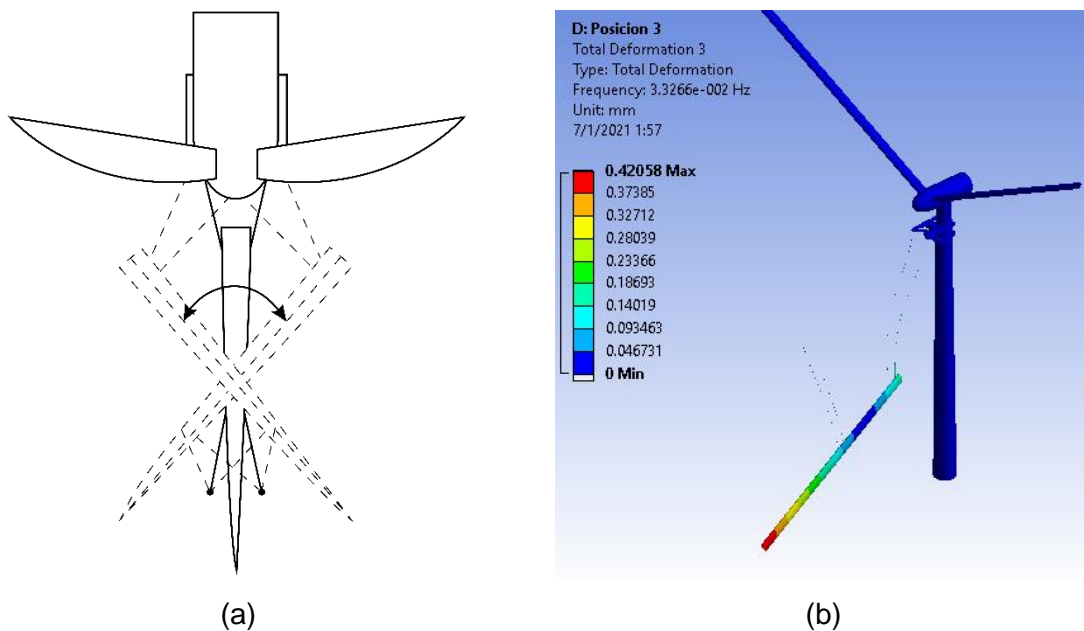 D: Posicion 3
Total Deformation 3
Type: Total Deformation
Frequency: 3.3266e-002 Hz
Unit: mm
7/1/2021 1:57
0.42058 Max
0.37385
0.32712
0.28039
0.23366
0.18693
0.14019
0.093463
0.046731
0 Min
(a)
(b)